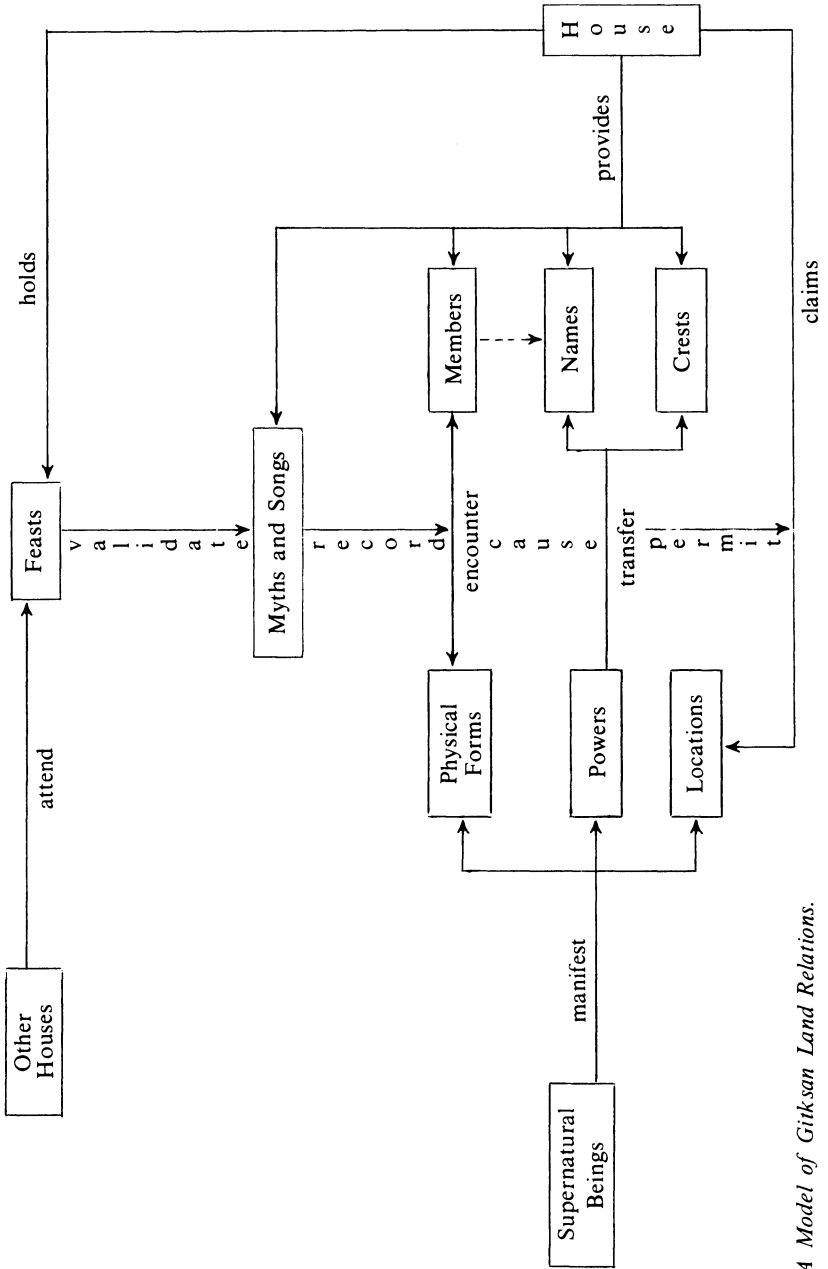 House
holds
provides
claims
Feasts
validate
Myths and Songs
record
Members
Names
Crests
encounter
cause
transfer
permit
attend
Physical
Forms
Powers
Locations
Other
Houses
manifest
Supernatural
Beings
A Model of Gitksan Land Relations.